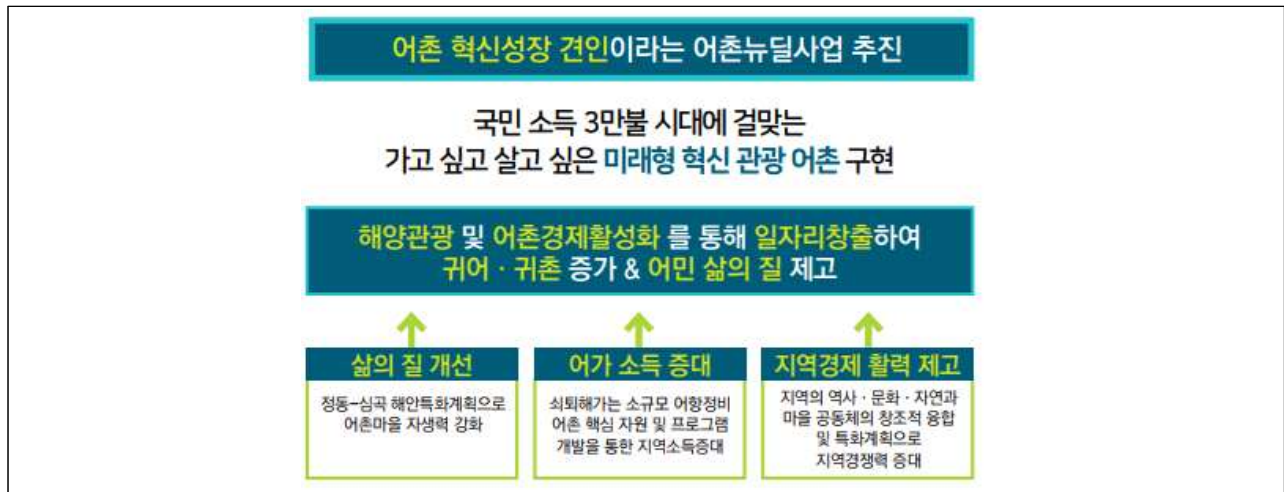 어촌 혁신성장 견인이라는 어촌뉴딜사업 추진
국민 소득 3만불 시대에 걸맞는
가고 싶고 살고 싶은 미래형 혁신 관광 어촌 구현
해양관광 및 어촌경제활성화 를 통해 일자리창출하여
귀어 · 귀촌 증가 & 어민 삶의 질 제고
삶의 질 개선
정동-심곡 해안특화계획으로
어촌마을 자생력 강화
어가 소득 증대
쇠퇴해가는 소규모 어항정비
어촌 핵심 자원 및 프로그램
개발을 통한 지역소득증대
지역경제 활력 제고
지역의 역사 · 문화 · 자연과
마을 공동체의 창조적 융합
및 특화계획으로
지역경쟁력 증대